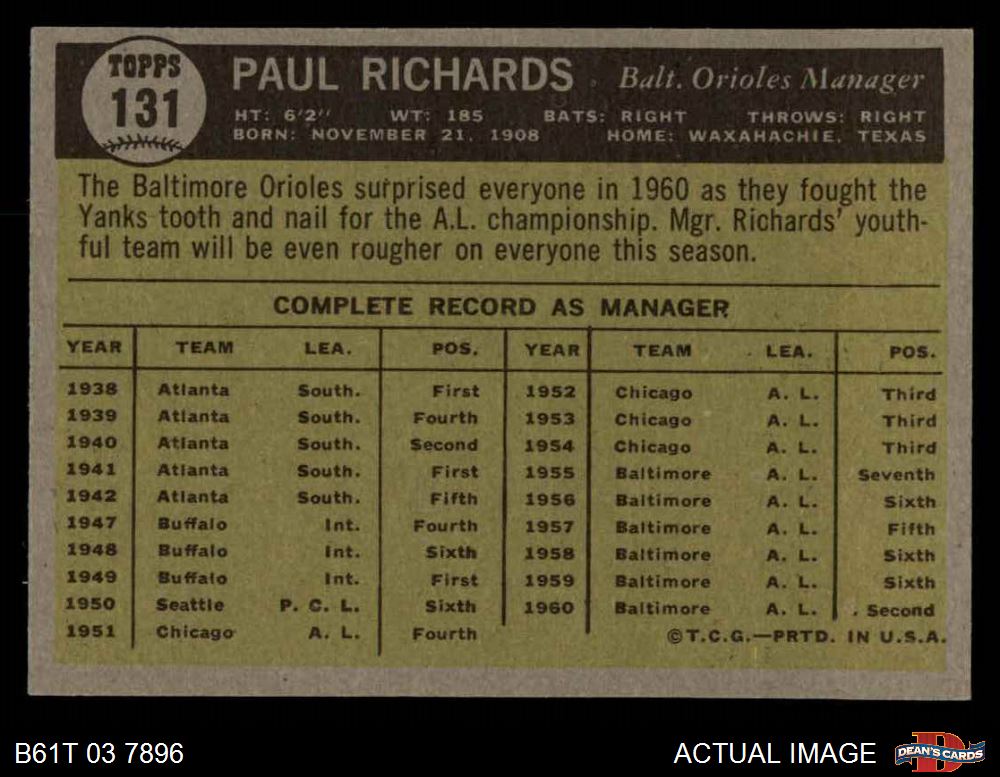 TOPPS
131
PAUL RICHARDS Balt. Orioles Manager
HT: 6'2" WT: 185 BATS: RIGHT THROWS: RIGHT
BORN: NOVEMBER 21, 1908 HOME: WAXAHACHIE, TEXAS
The Baltimore Orioles surprised everyone in 1960 as they fought the
Yanks tooth and nail for the A.L. championship. Mgr. Richards' youth-
ful team will be even rougher on everyone this season.
COMPLETE RECORD AS MANAGER
YEAR TEAM LEA. POS. YEAR TEAM LEA. POS.
1938 Atlanta South. First 1952 Chicago A. L. Third
1939 Atlanta South. Fourth 1953 Chicago A. L. Third
1940 Atlanta South. Second 1954 Chicago A. L. Third
1941 Atlanta South. First 1955 Baltimore A. L. Seventh
1942 Atlanta South. Fifth 1956 Baltimore A. L. Sixth
1947 Buffalo Int. Fourth 1957 Baltimore A. L. Fifth
1948 Buffalo Int. Sixth 1958 Baltimore A. L. Sixth
1949 Buffalo Int. First 1959 Baltimore A. L. Sixth
1950 Seattle P. C. L. Sixth 1960 Baltimore A. L. Second
1951 Chicago A. L. Fourth ©T.C.G.—PRTD. IN U.S.A.
B61T 03 7896 ACTUAL IMAGE DEAN'S CARDS